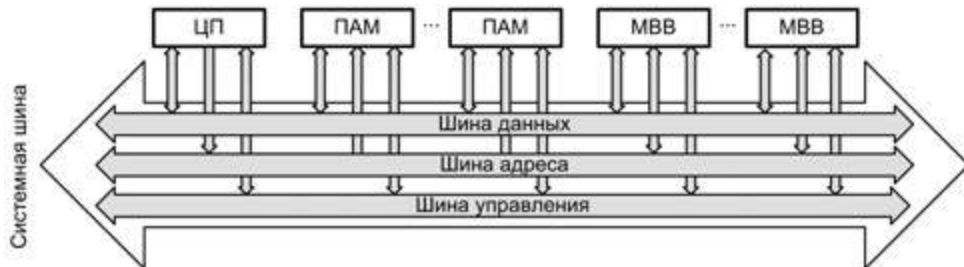 ЦП
ПАМ
...
ПАМ
МВВ
...
МВВ
Системная шина
Шина данных
Шина адреса
Шина управления